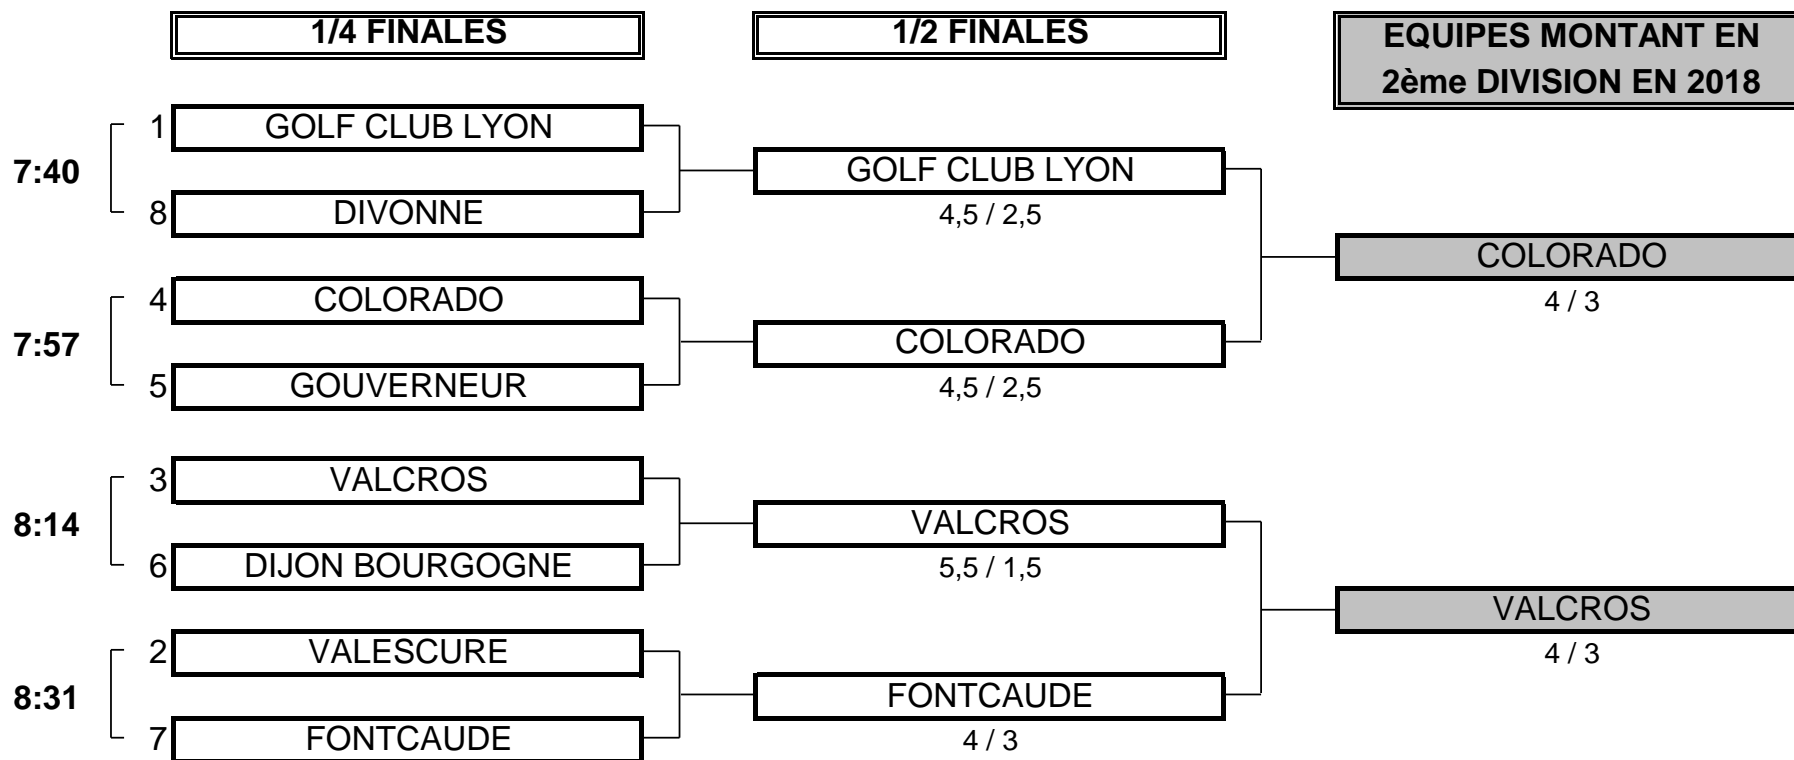 1/4 FINALES
1/2 FINALES
EQUIPES MONTANT EN
2ème DIVISION EN 2018
7:40
1 GOLF CLUB LYON
8 DIVONNE
GOLF CLUB LYON
4,5 / 2,5
7:57
4 COLORADO
5 GOUVERNEUR
COLORADO
4,5 / 2,5
COLORADO
4 / 3
8:14
3 VALCROS
6 DIJON BOURGOGNE
VALCROS
5,5 / 1,5
8:31
2 VALESCURE
7 FONTCAUDE
FONTCAUDE
4 / 3
VALCROS
4 / 3